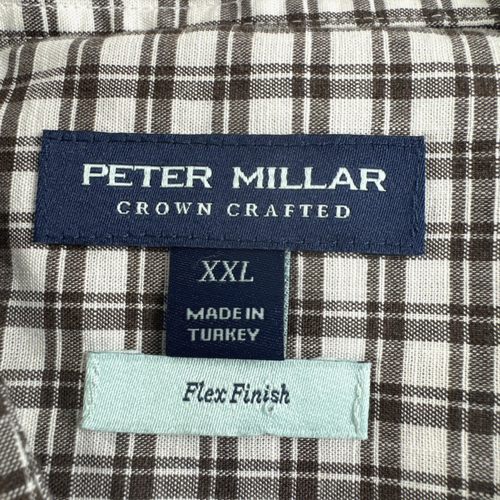 PETER MILLAR
CROWN CRAFTED
XXL
MADE IN
TURKEY
Flex Finish